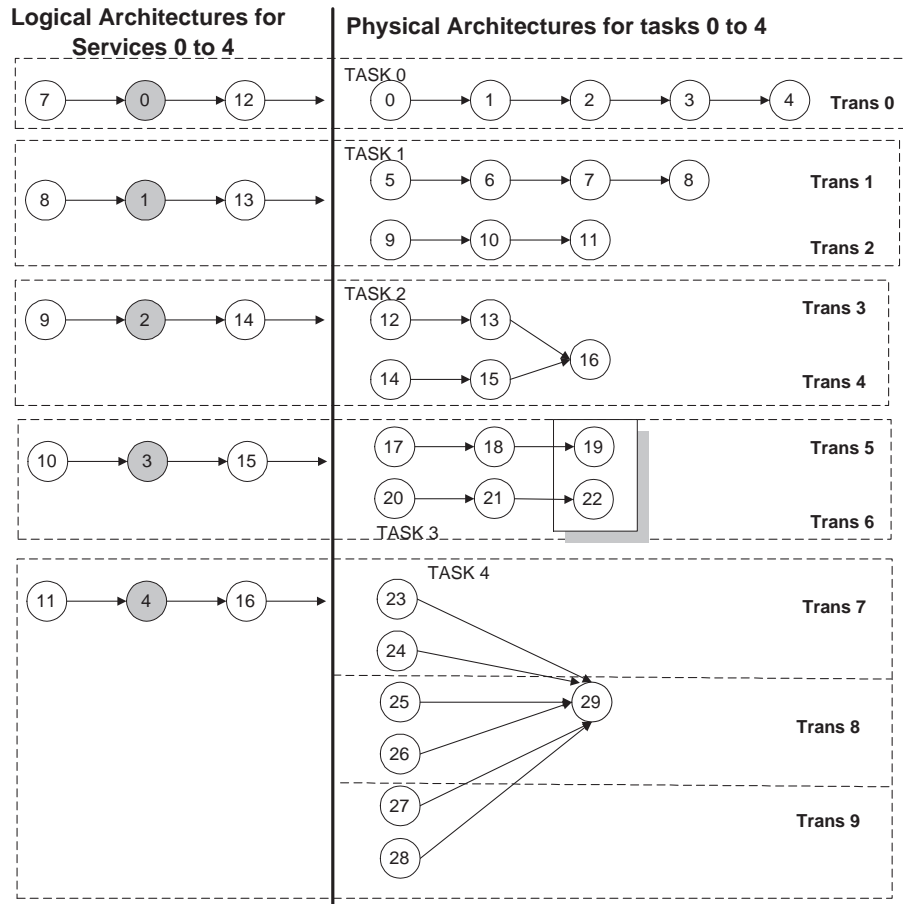 Logical Architectures for
Services 0 to 4
Physical Architectures for tasks 0 to 4
TASK 0
7 0 12 0 1 2 3 4 Trans 0
TASK 1
8 1 13
5 6 7 8 Trans 1
9 10 11 Trans 2
TASK 2
9 2 14
12 13 Trans 3
16
14 15 Trans 4
10 3 15
17 18 19 Trans 5
20 21 22 Trans 6
TASK 3
TASK 4
11 4 16
23 Trans 7
24
25 29
26 Trans 8
27
28 Trans 9